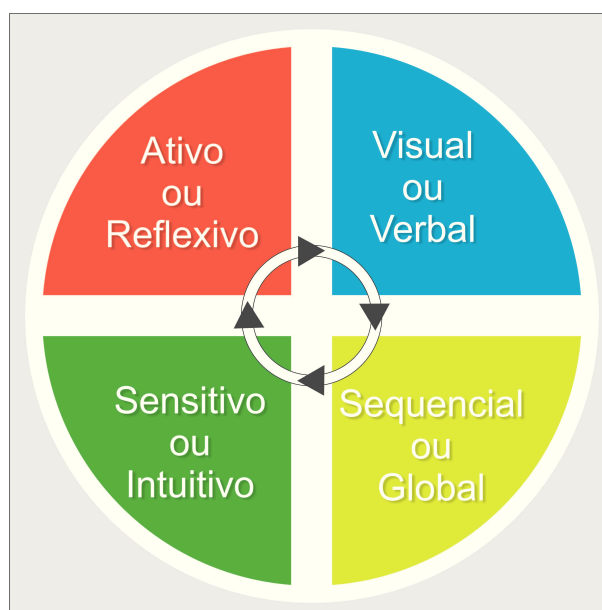 Ativo
ou
Reflexivo
Visual
ou
Verbal
Sensitivo
ou
Intuitivo
Sequencial
ou
Global